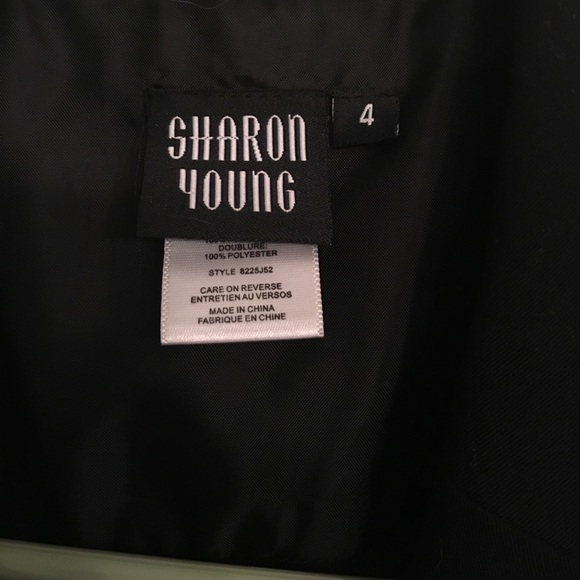 SHARON
YOUNG
4
DOUBLURE:
100% POLYESTER
STYLE 8225J52
CARE ON REVERSE
ENTRETIEN AU VERSOS
MADE IN CHINA
FABRIQUE EN CHINE